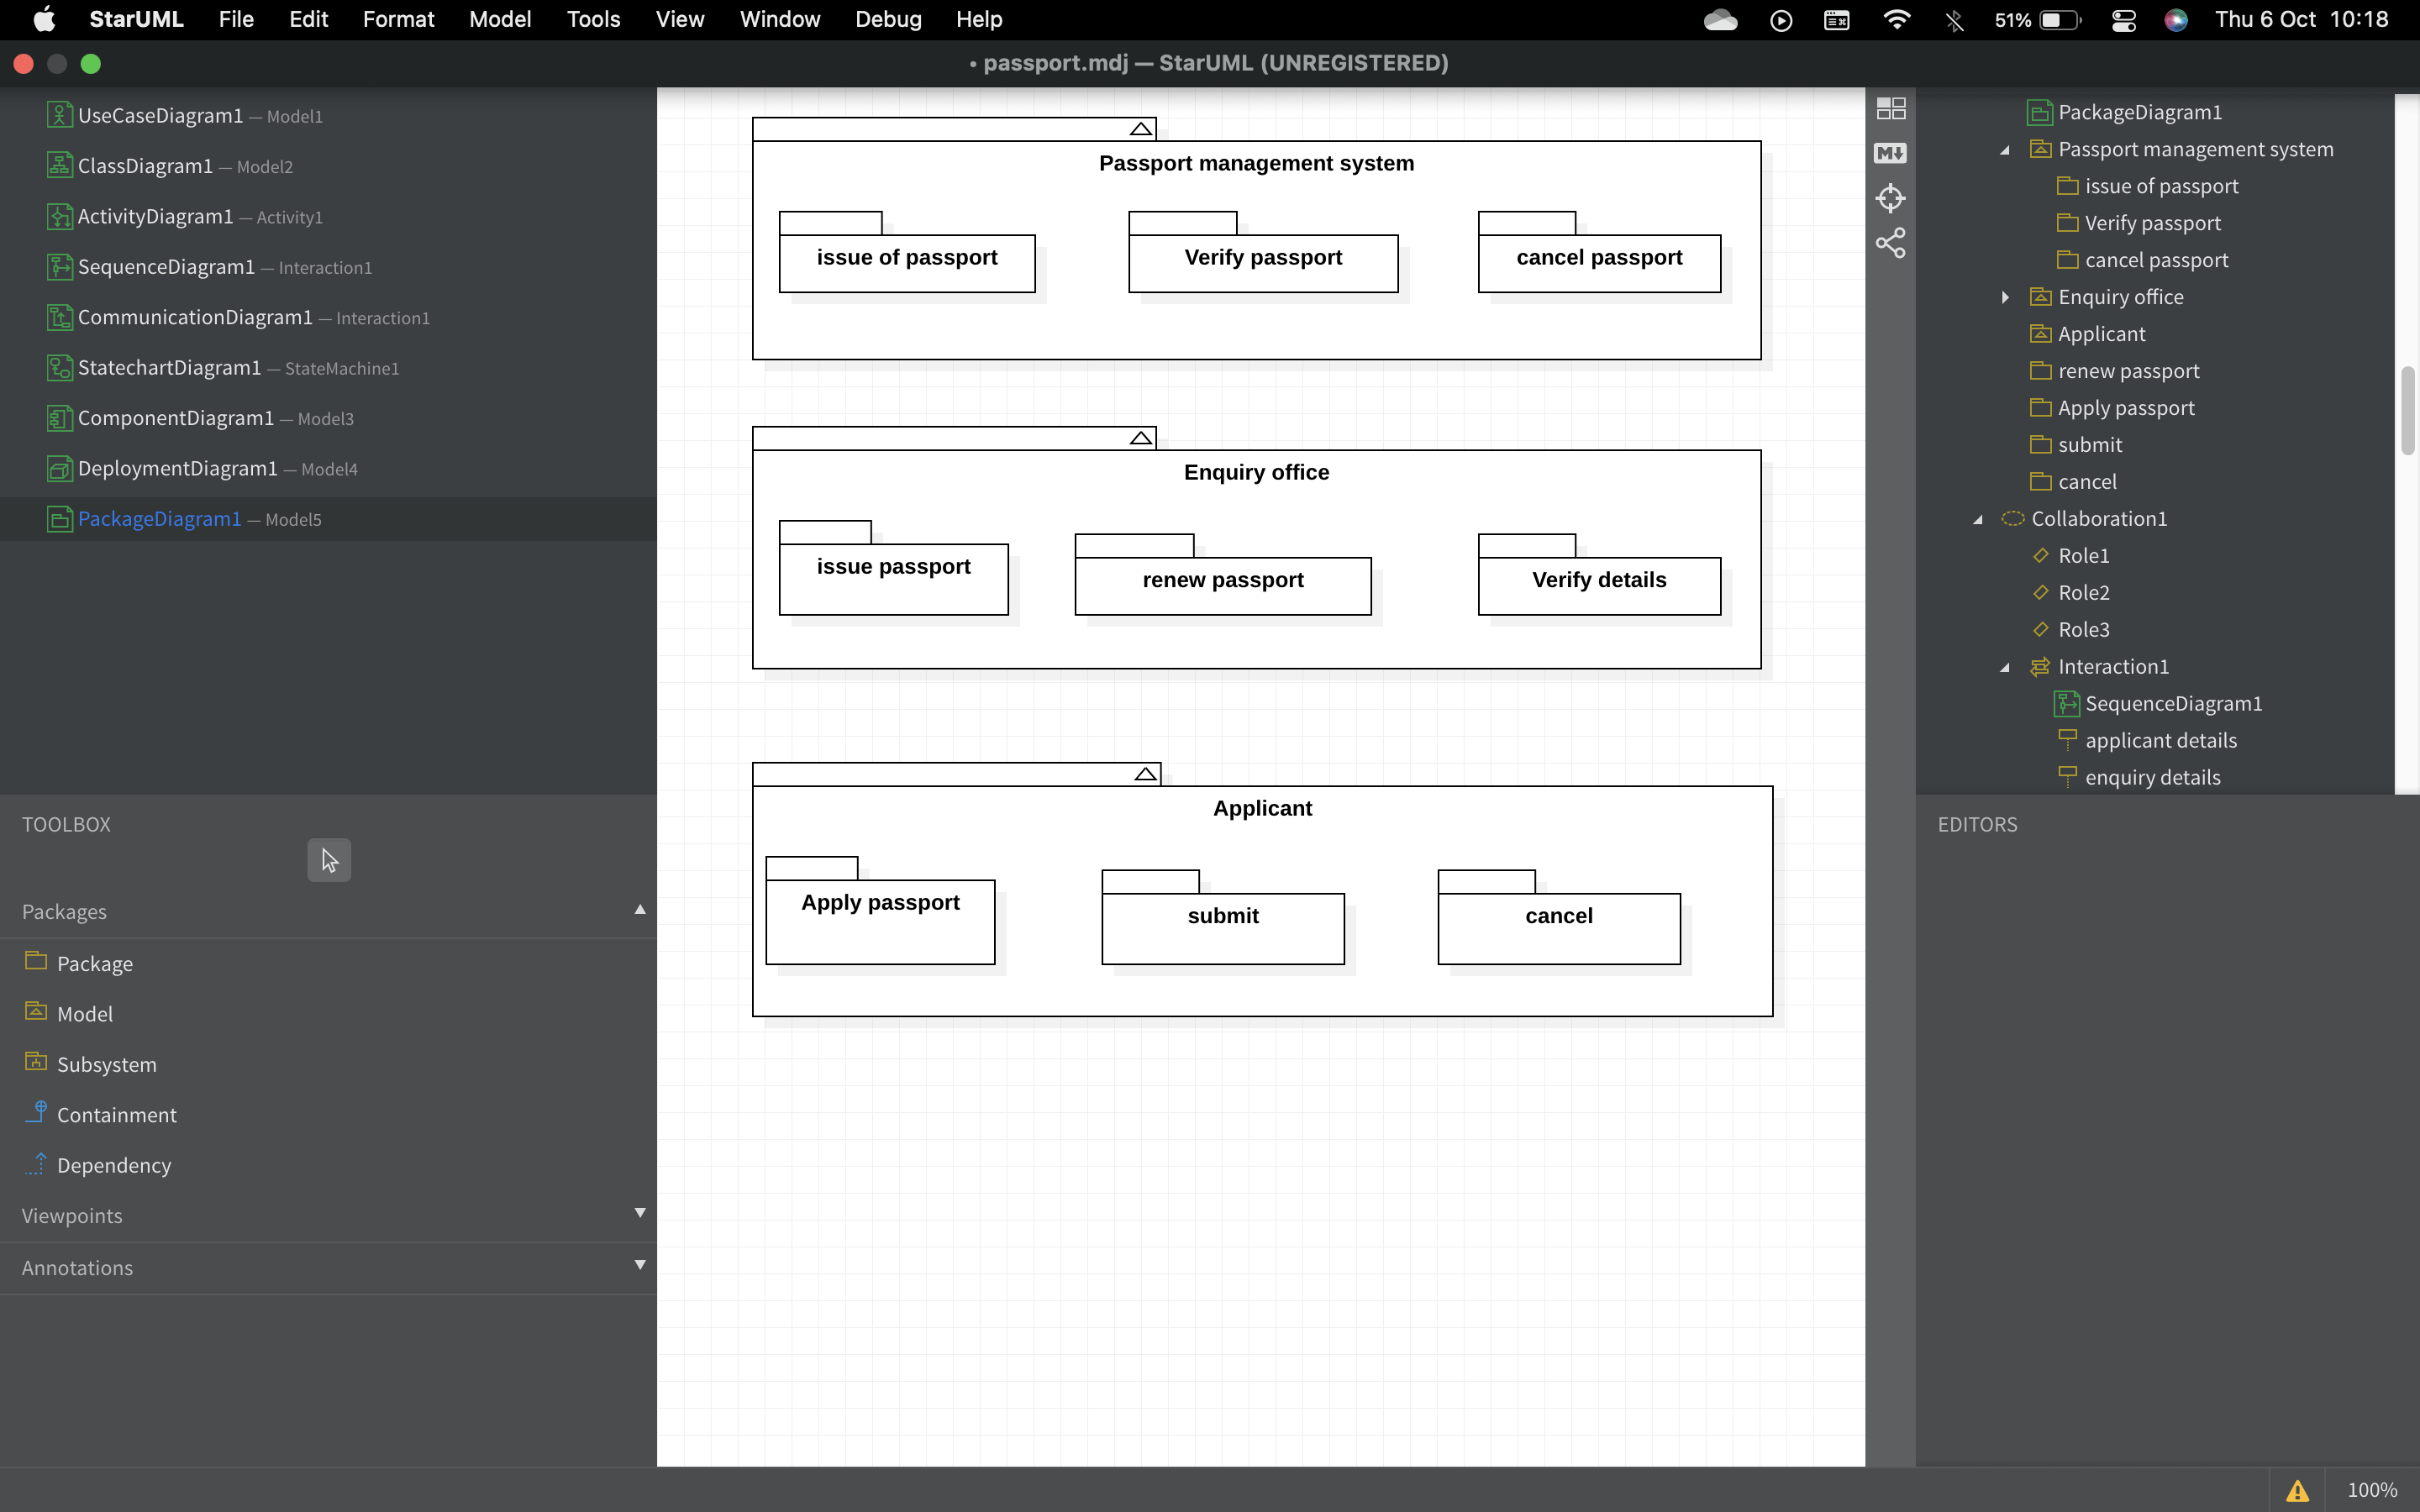 StarUML File Edit Format Model Tools View Window Debug Help 51% Thu 6 Oct 10:18
• passport.mdj — StarUML (UNREGISTERED)
UseCaseDiagram1 — Model1
ClassDiagram1 — Model2
ActivityDiagram1 — Activity1
SequenceDiagram1 — Interaction1
CommunicationDiagram1 — Interaction1
StatechartDiagram1 — StateMachine1
ComponentDiagram1 — Model3
DeploymentDiagram1 — Model4
PackageDiagram1 — Model5
TOOLBOX
Packages
Package
Model
Subsystem
Containment
Dependency
Viewpoints
Annotations
Passport management system
issue of passport Verify passport cancel passport
Enquiry office
issue passport renew passport Verify details
Applicant
Apply passport submit cancel
M
PackageDiagram1
Passport management system
issue of passport
Verify passport
cancel passport
Enquiry office
Applicant
renew passport
Apply passport
submit
cancel
Collaboration1
Role1
Role2
Role3
Interaction1
SequenceDiagram1
applicant details
enquiry details
EDITORS
100%